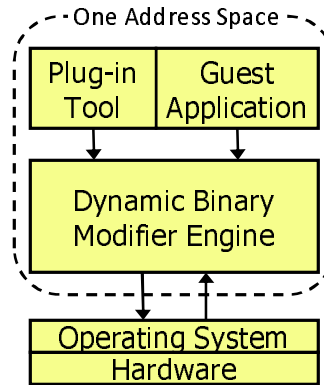 One Address Space
Plug-in
Tool
Guest
Application
Dynamic Binary
Modifier Engine
Operating System
Hardware